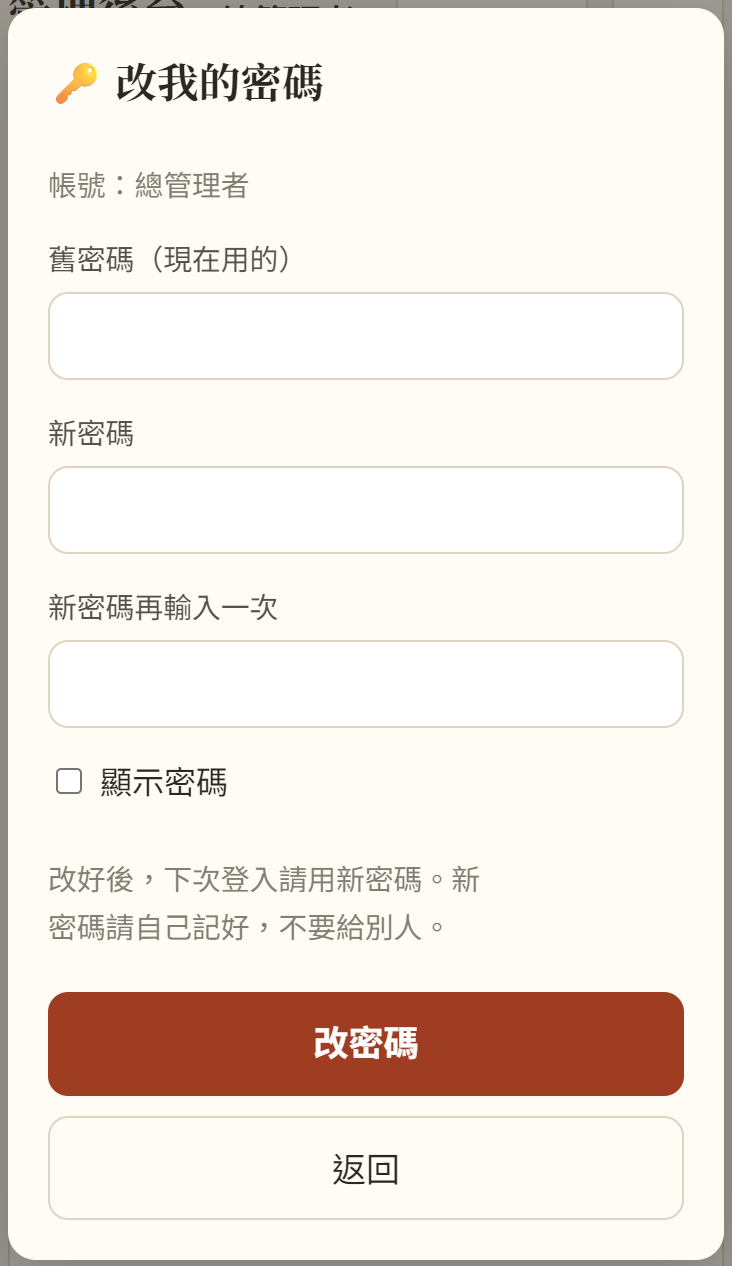 改我的密碼
帳號：總管理者
舊密碼（現在用的）
新密碼
新密碼再輸入一次
顯示密碼
改好後，下次登入請用新密碼。新
密碼請自己記好，不要給別人。
改密碼
返回